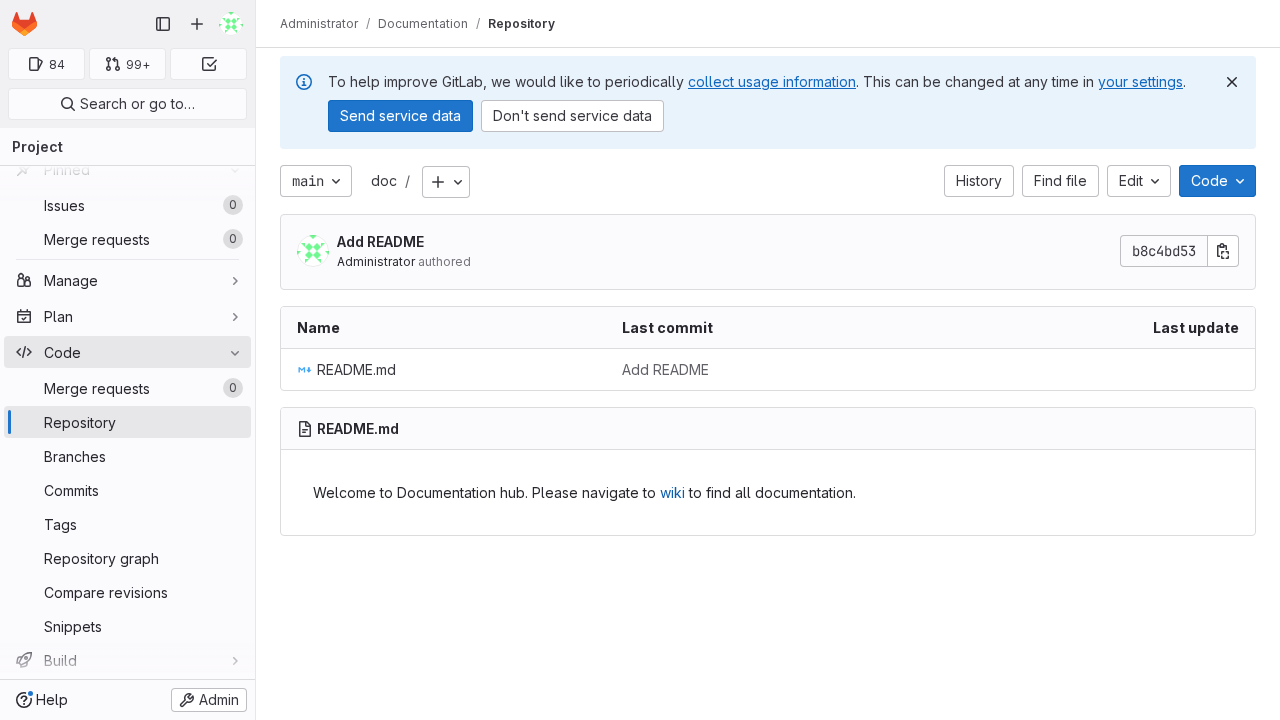 84
99+
Search or go to…
Project
Pinned
Issues 0
Merge requests 0
Manage
Plan
Code
Merge requests 0
Repository
Branches
Commits
Tags
Repository graph
Compare revisions
Snippets
Build
Help
Admin
Administrator / Documentation / Repository
To help improve GitLab, we would like to periodically collect usage information. This can be changed at any time in your settings.
Send service data
Don't send service data
main
doc /
History
Find file
Edit
Code
Add README
Administrator authored
b8c4bd53
Name Last commit Last update
README.md Add README
README.md
Welcome to Documentation hub. Please navigate to wiki to find all documentation.